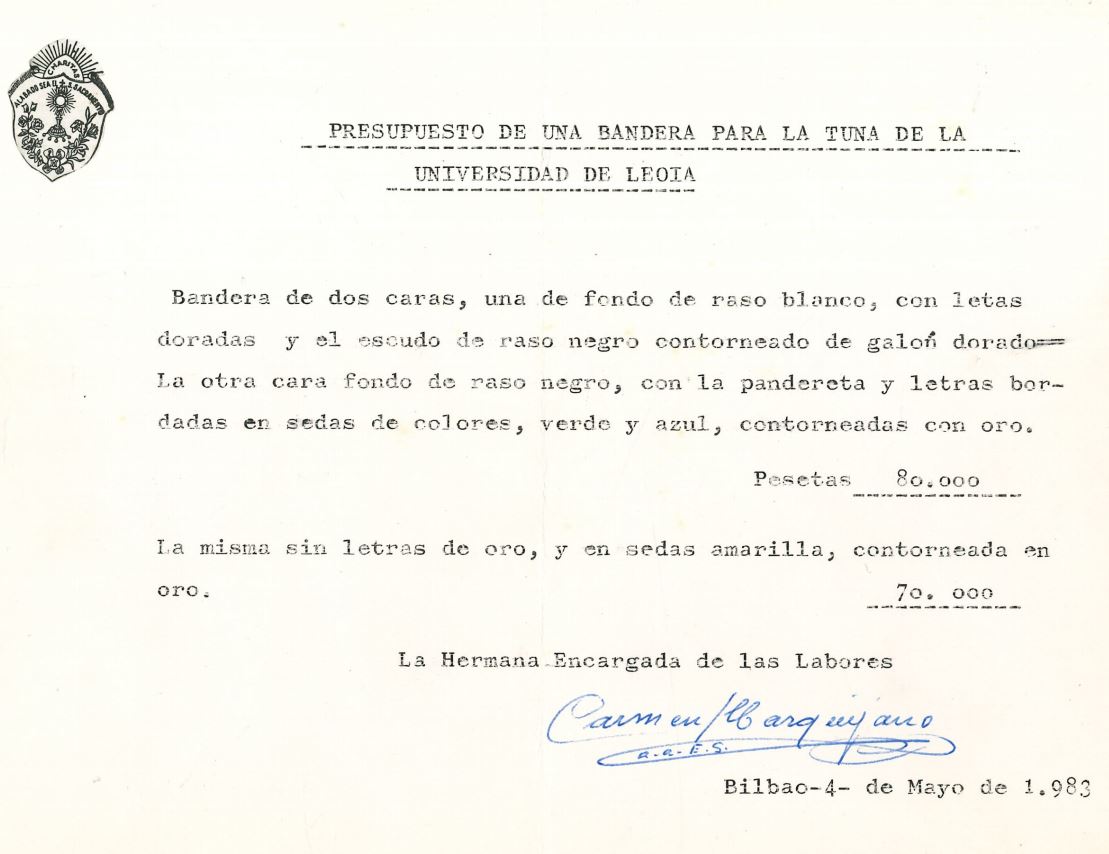 CHARITAS
ALABADO SEA EL S. SACRAMENTO
PRESUPUESTO DE UNA BANDERA PARA LA TUNA DE LA
UNIVERSIDAD DE LEOIA
Bandera de dos caras, una de fondo de raso blanco, con letas
doradas y el escudo de raso negro contorneado de galoń dorado==
La otra cara fondo de raso negro, con la pandereta y letras bor-
dadas en sedas de colores, verde y azul, contorneadas con oro.
Pesetas 80.000
La misma sin letras de oro, y en sedas amarilla, contorneada en
oro. 70. 000
La Hermana Encargada de las Labores
Carmen
a.a.E.S.
Bilbao-4- de Mayo de 1.983